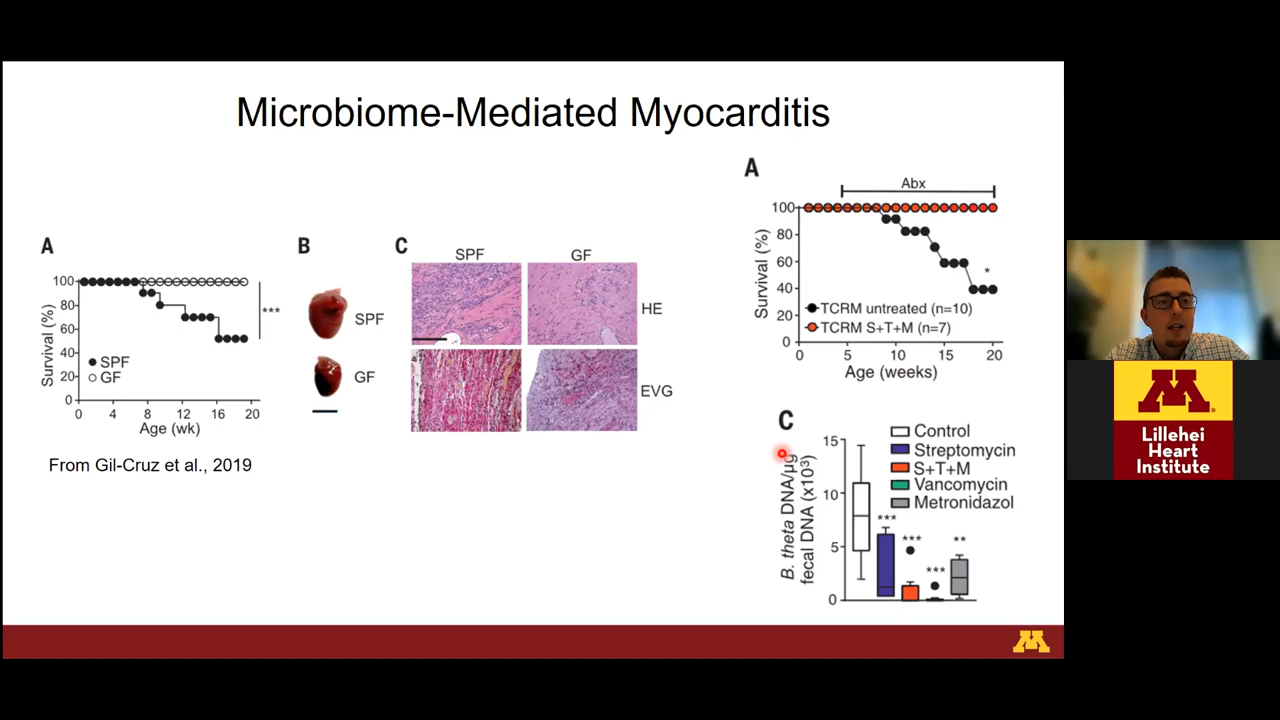 Microbiome-Mediated Myocarditis
A
Survival (%)
100
80
60
40
20
0
SPF
GF
***
0 4 8 12 16 20
Age (wk)
From Gil-Cruz et al., 2019
B
SPF
GF
C
SPF GF
HE
EVG
A
Abx
Survival (%)
100
80
60
40
20
0
*
TCRM untreated (n=10)
TCRM S+T+M (n=7)
0 5 10 15 20
Age (weeks)
C
B. theta DNA/µg
fecal DNA (x10³)
15
10
5
0
Control
Streptomycin
S+T+M
Vancomycin
Metronidazol
***
***
***
**
M
M
Lillehei
Heart
Institute